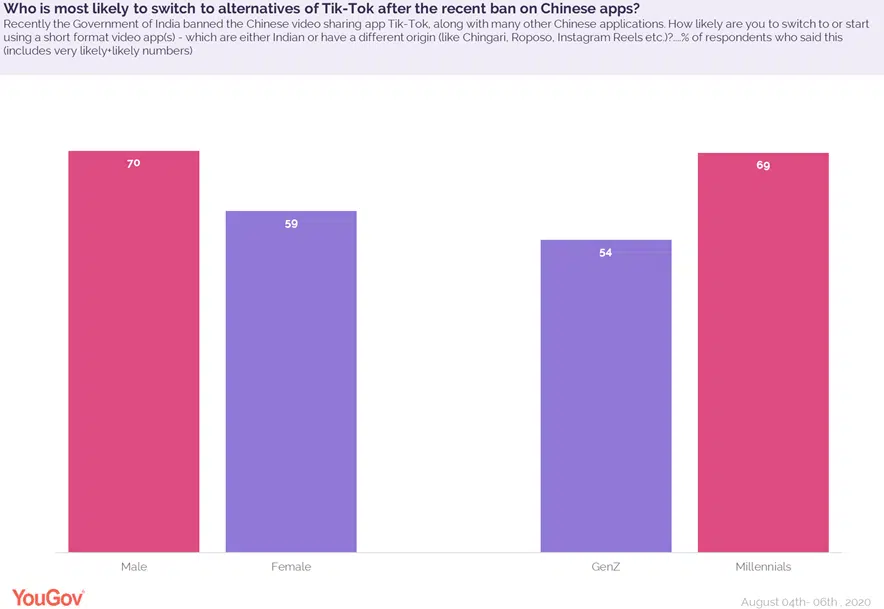 Who is most likely to switch to alternatives of Tik-Tok after the recent ban on Chinese apps?
Recently the Government of India banned the Chinese video sharing app Tik-Tok, along with many other Chinese applications. How likely are you to switch to or start
using a short format video app(s) - which are either Indian or have a different origin (like Chingari, Roposo, Instagram Reels etc.)?....% of respondents who said this
(includes very likely+likely numbers)
70
59
54
69
Male
Female
GenZ
Millennials
YouGov
August 04th- 06th , 2020